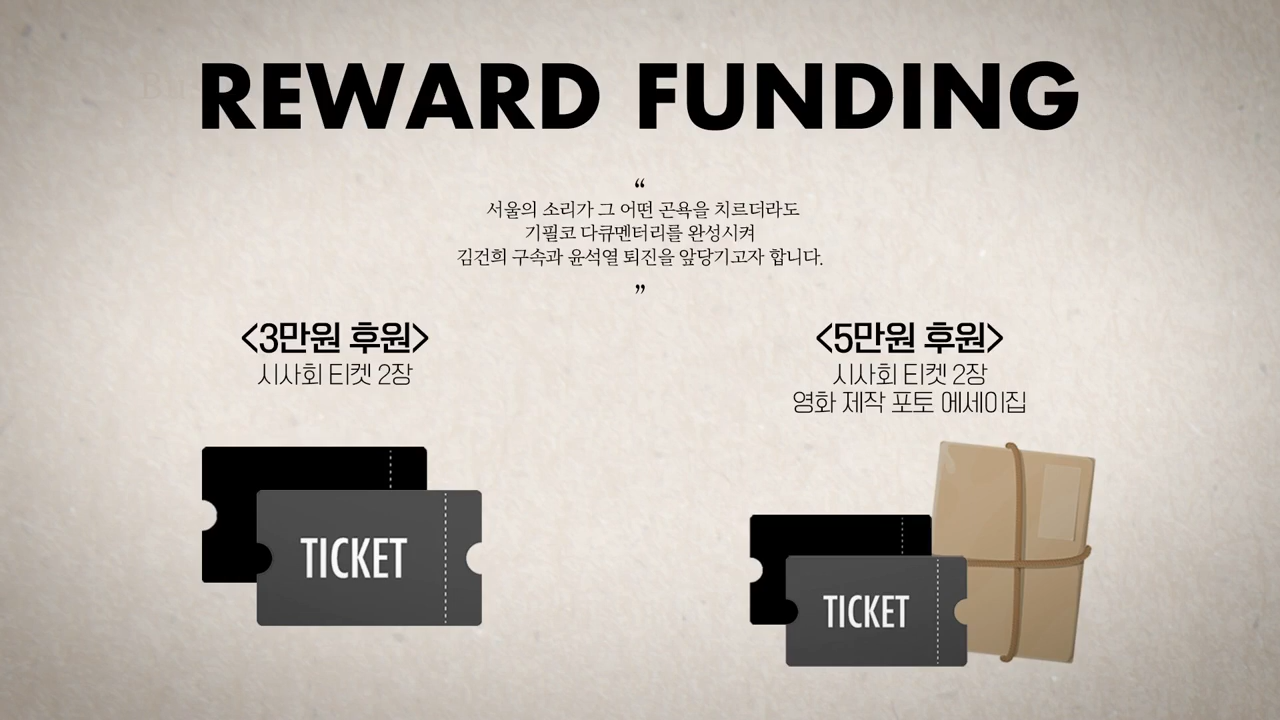 REWARD FUNDING
“
서울의 소리가 그 어떤 곤욕을 치르더라도
기필코 다큐멘터리를 완성시켜
김건희 구속과 윤석열 퇴진을 앞당기고자 합니다.
”
<3만원 후원>
시사회 티켓 2장
<5만원 후원>
시사회 티켓 2장
영화 제작 포토 에세이집
TICKET
TICKET